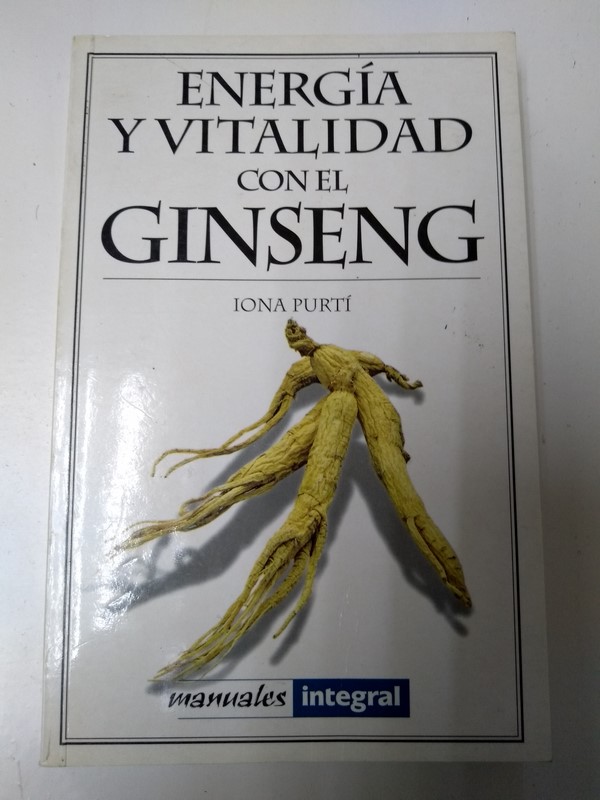 ENERGÍA
Y VITALIDAD
CON EL
GINSENG
IONA PURTÍ
manuales integral